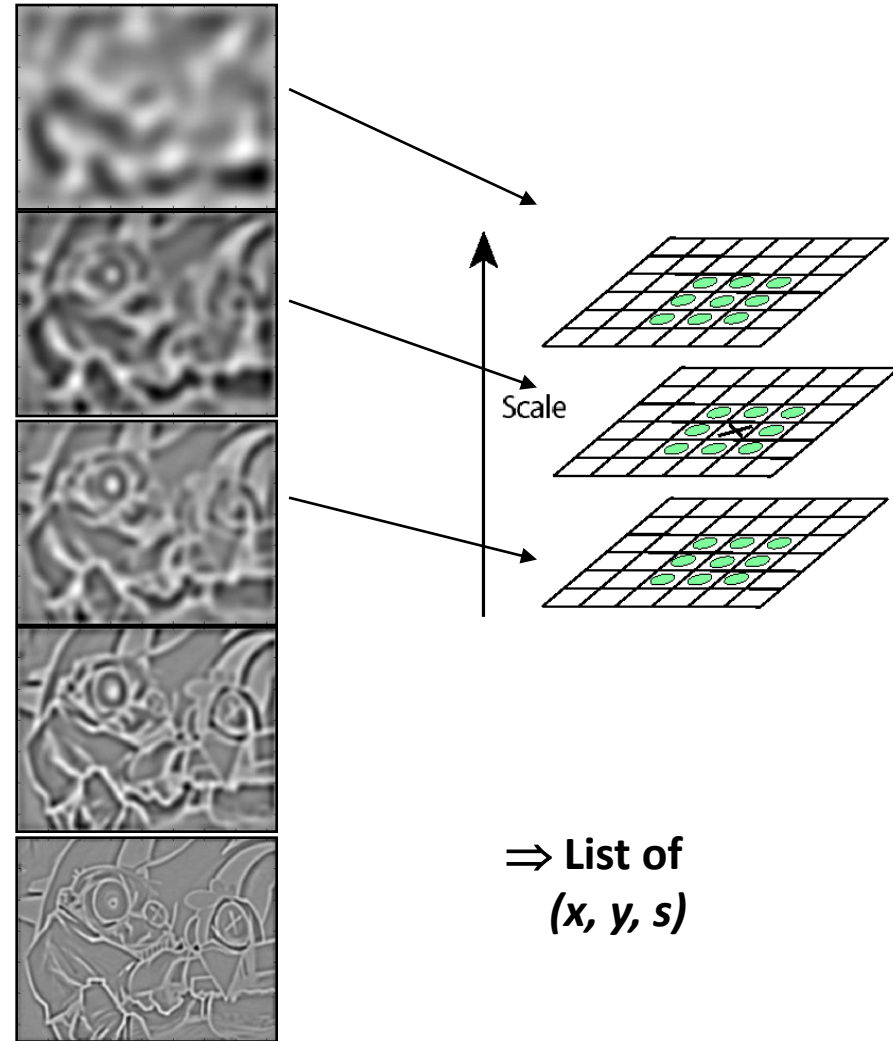 Scale
⇒ List of
(x, y, s)